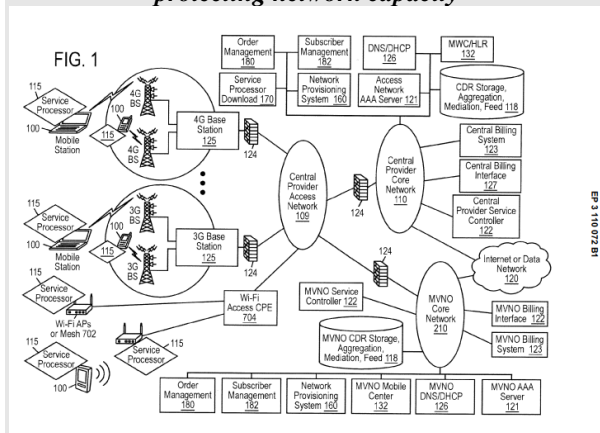 protecting network capacity
FIG. 1
Order
Management
180
Subscriber
Management
182
DNS/DHCP
126
MWC/HLR
132
Service
Processor
Download 170
Network
Provisioning
System 160
Access
Network
AAA Server 121
CDR Storage,
Aggregation,
Mediation, Feed 118
115
Service
Processor
100
Mobile
Station
100
115
4G
BS
4G
BS
4G Base
Station
125
124
Central
Provider
Access
Network
109
124
Central
Provider
Core
Network
110
Central Billing
System
123
Central Billing
Interface
127
Central
Provider Service
Controller
122
115
Service
Processor
100
Mobile
Station
100
115
3G
BS
3G
BS
3G Base
Station
125
124
124
Internet or Data
Network
120
115
Service
Processor
Wi-Fi APs
or Mesh 702
Wi-Fi
Access CPE
704
MVNO Service
Controller 122
MVNO
Core
Network
210
MVNO Billing
Interface 122
MVNO Billing
System 123
115
Service
Processor
100
115
Service
Processor
MVNO CDR Storage,
Aggregation,
Mediation, Feed 118
Order
Management
180
Subscriber
Management
182
Network
Provisioning
System 160
MVNO Mobile
Center
132
MVNO
DNS/DHCP
126
MVNO AAA
Server
121
EP 3 110 072 B1